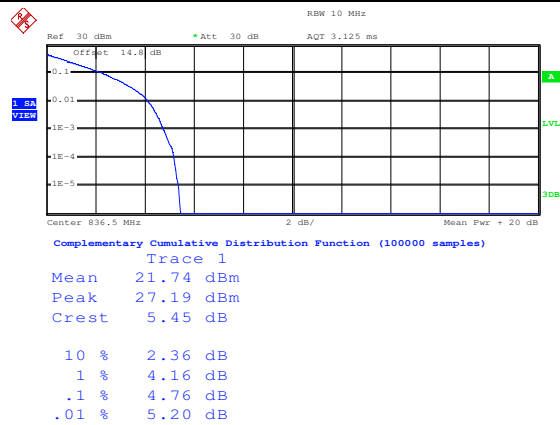 RBW 10 MHz
Ref 30 dBm *Att 30 dB AQT 3.125 ms
Offset 14.8 dB
0.1
A
0.01
1 SA
VIEW
LVL
1E-3
1E-4
1E-5
3DB
Center 836.5 MHz 2 dB/ Mean Pwr + 20 dB
Complementary Cumulative Distribution Function (100000 samples)
Trace 1
Mean 21.74 dBm
Peak 27.19 dBm
Crest 5.45 dB
10 % 2.36 dB
1 % 4.16 dB
.1 % 4.76 dB
.01 % 5.20 dB